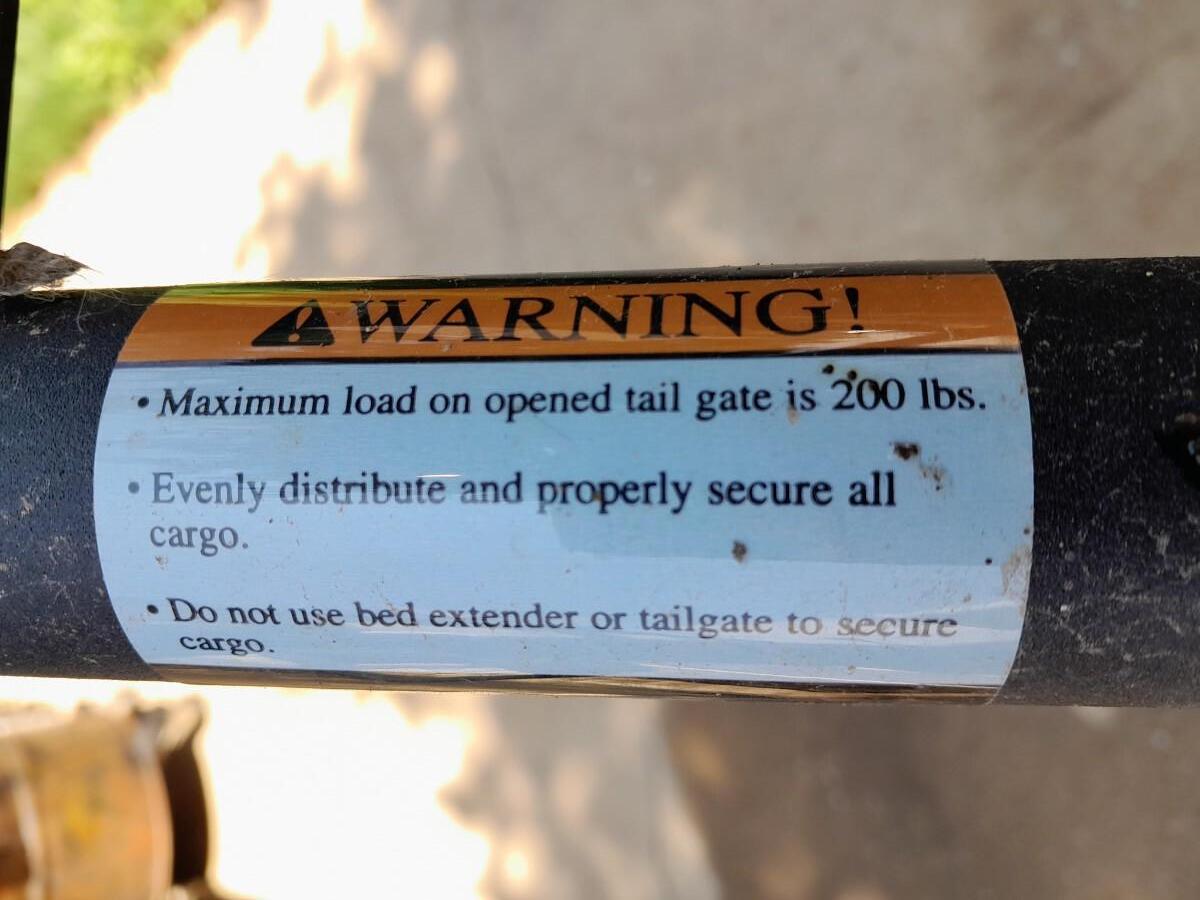 WARNING!
• Maximum load on opened tail gate is 200 lbs.
• Evenly distribute and properly secure all
cargo.
• Do not use bed extender or tailgate to secure
cargo.